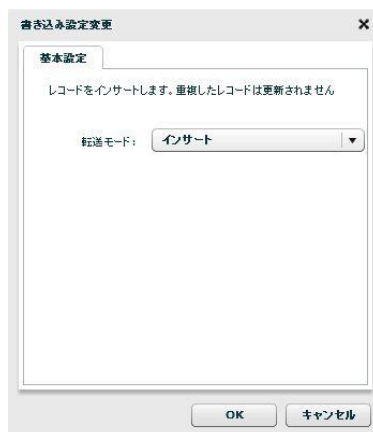 書き込み設定変更
基本設定
レコードをインサートします。重複したレコードは更新されません
転送モード：
インサート
OK
キャンセル